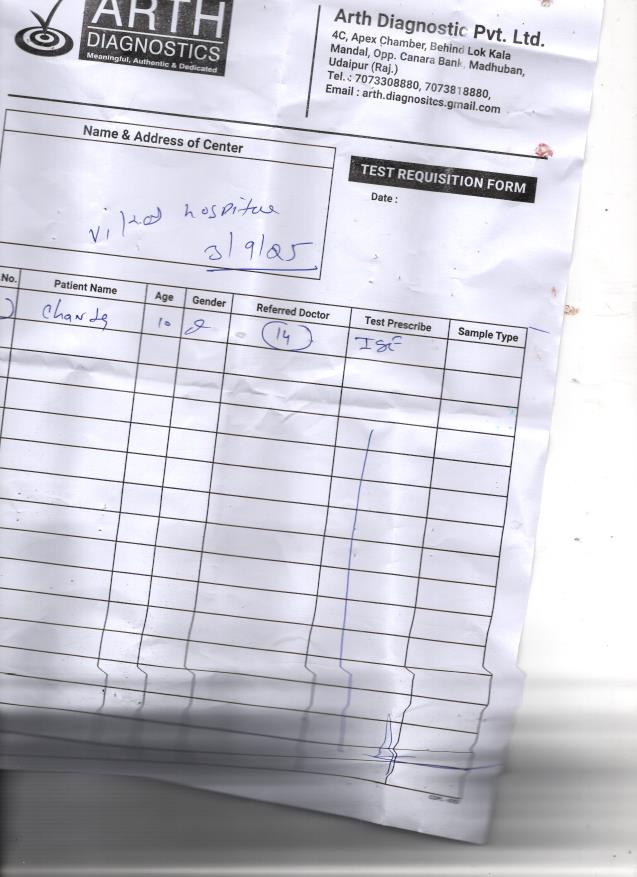 ARTH
DIAGNOSTICS
Meaningful, Authentic & Dedicated
Arth Diagnostic Pvt. Ltd.
4C, Apex Chamber, Behind Lok Kala
Mandal, Opp. Canara Bank, Madhuban,
Udaipur (Raj.)
Tel. : 7073308880, 7073818880,
Email : arth.diagnositcs.gmail.com
Name & Address of Center
TEST REQUISITION FORM
Date :
hospital
3/9/25
No. Patient Name Age Gender Referred Doctor Test Prescribe Sample Type
10 14 IgE